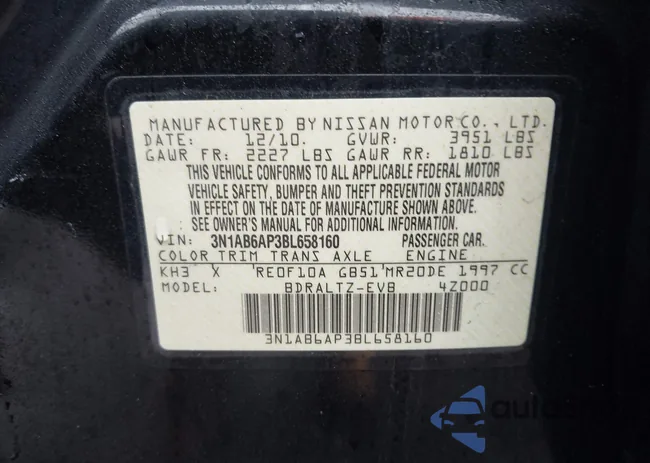 MANUFACTURED BY NISSAN MOTOR CO., LTD.
DATE: 12/10. GVWR: 3951 LBS
GAWR FR: 2227 LBS GAWR RR: 1810 LBS
THIS VEHICLE CONFORMS TO ALL APPLICABLE FEDERAL MOTOR
VEHICLE SAFETY, BUMPER AND THEFT PREVENTION STANDARDS
IN EFFECT ON THE DATE OF MANUFACTURE SHOWN ABOVE.
SEE OWNER'S MANUAL FOR ADDITIONAL INFORMATION.
VIN: 3N1AB6AP3BL658160 PASSENGER CAR.
COLOR TRIM TRANS AXLE ENGINE
KH3 X 'RE0F10A GB51'MR20DE 1997 CC
MODEL: BDRALTZ-EVB 4Z000
3N1AB6AP3BL658160